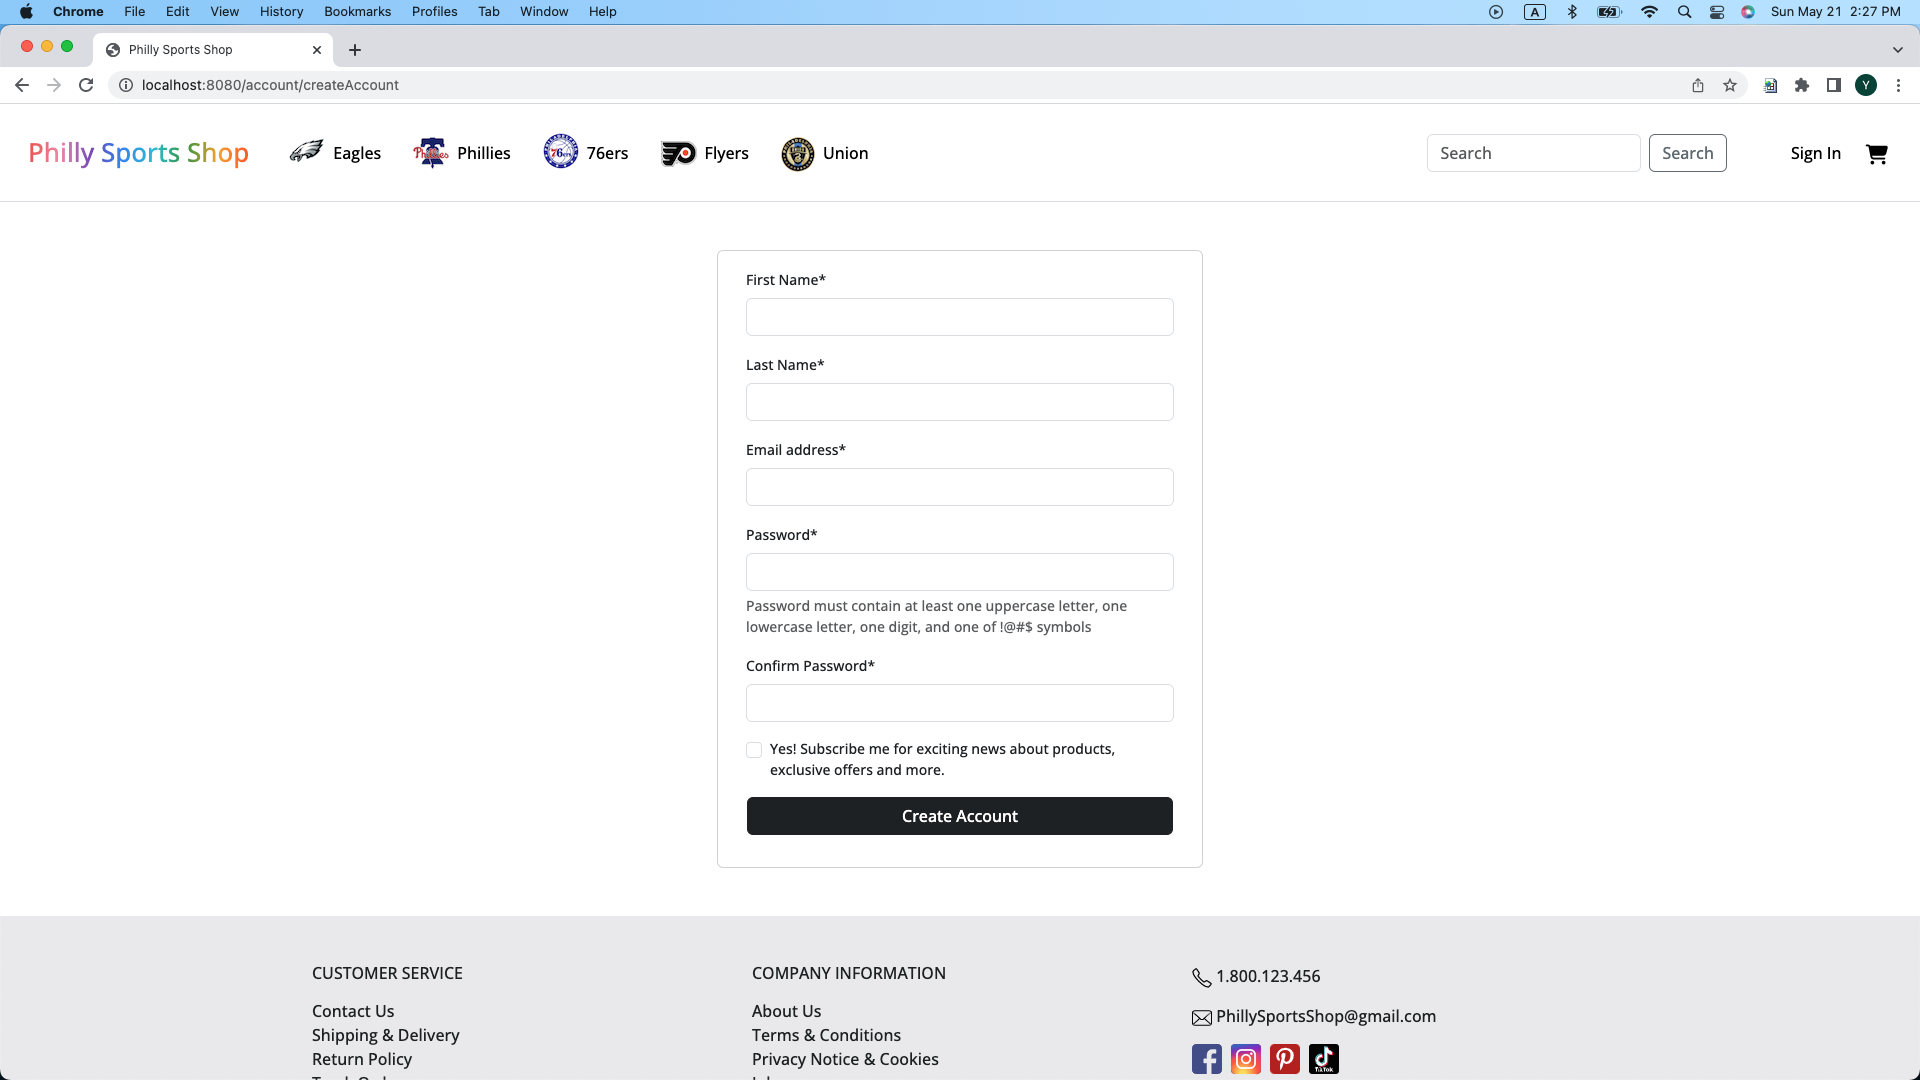 Chrome File Edit View History Bookmarks Profiles Tab Window Help A Sun May 21 2:27 PM
Philly Sports Shop
localhost:8080/account/createAccount Y
Philly Sports Shop Eagles Phillies Phillies 76ers 76ers Flyers Union Search Search Sign In
First Name*
Last Name*
Email address*
Password*
Password must contain at least one uppercase letter, one
lowercase letter, one digit, and one of !@#$ symbols
Confirm Password*
Yes! Subscribe me for exciting news about products,
exclusive offers and more.
Create Account
CUSTOMER SERVICE COMPANY INFORMATION 1.800.123.456
Contact Us About Us PhillySportsShop@gmail.com
Shipping & Delivery Terms & Conditions
Return Policy Privacy Notice & Cookies TikTok